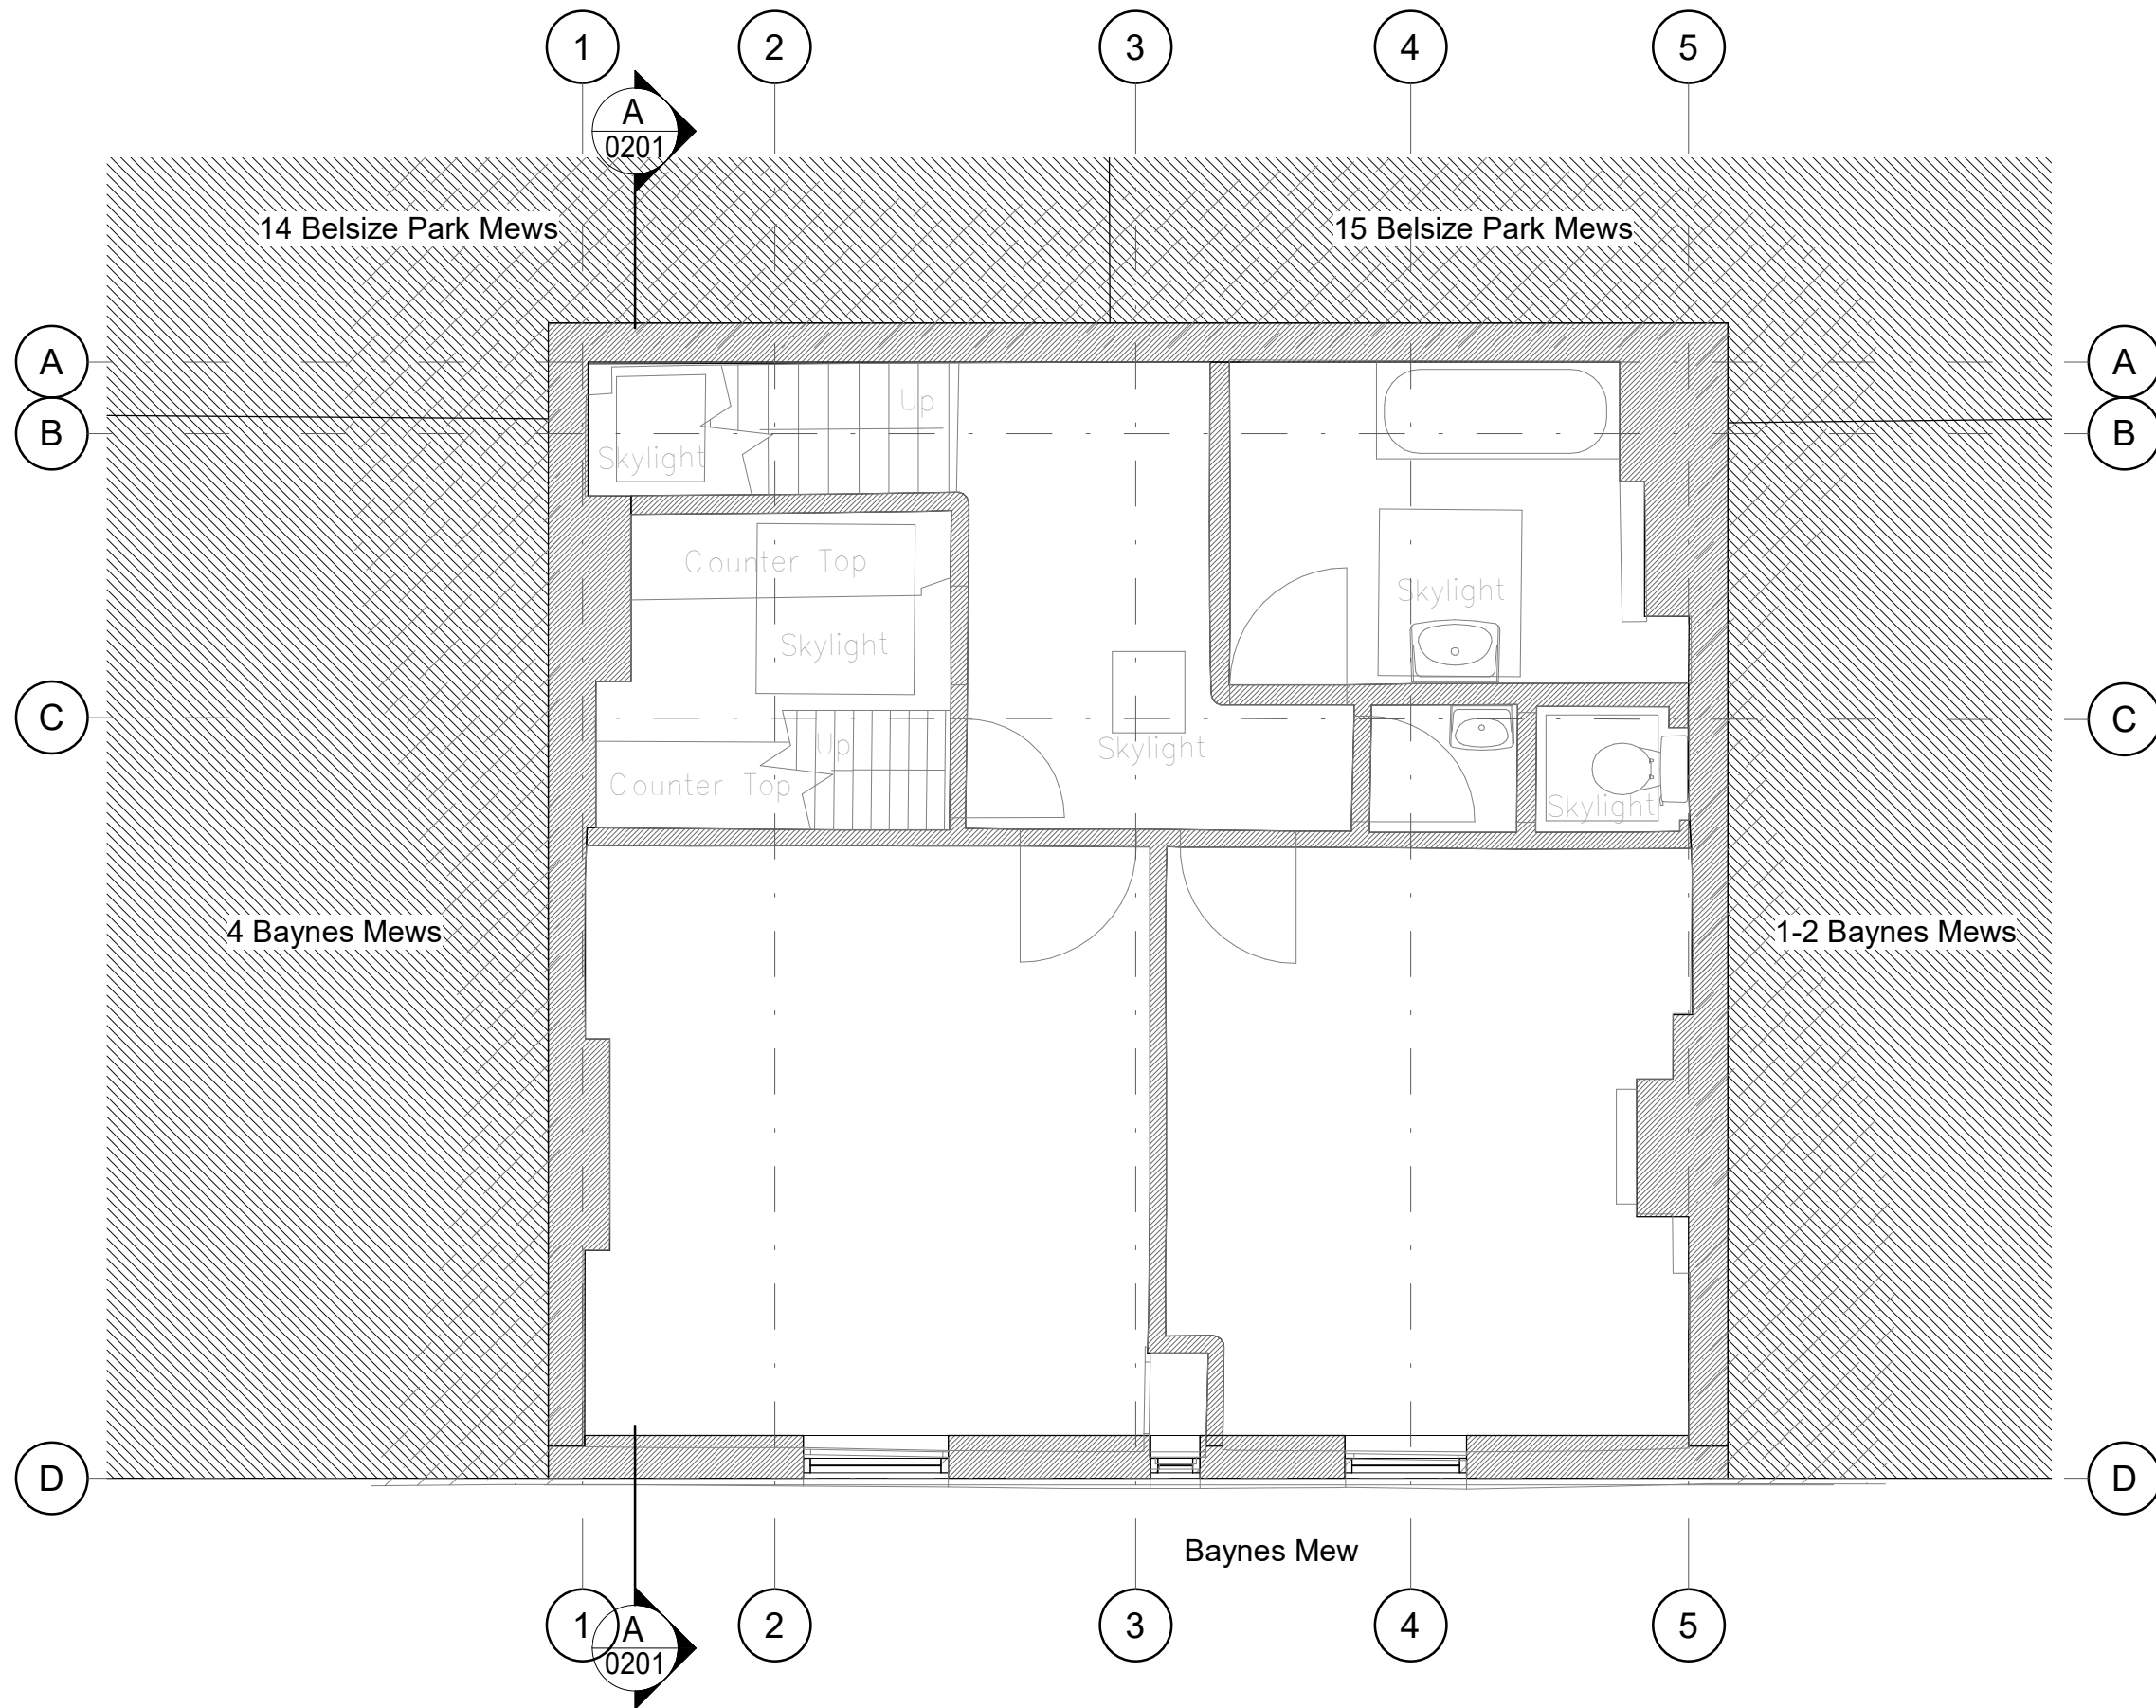 1 2 3 4 5
A
0201
14 Belsize Park Mews 15 Belsize Park Mews
A A
B B
Up
Skylight
Counter Top
Skylight
Skylight
C C
Up
Skylight
Counter Top
Skylight
4 Baynes Mews 1-2 Baynes Mews
D D
Baynes Mew
1 2 3 4 5
A
0201